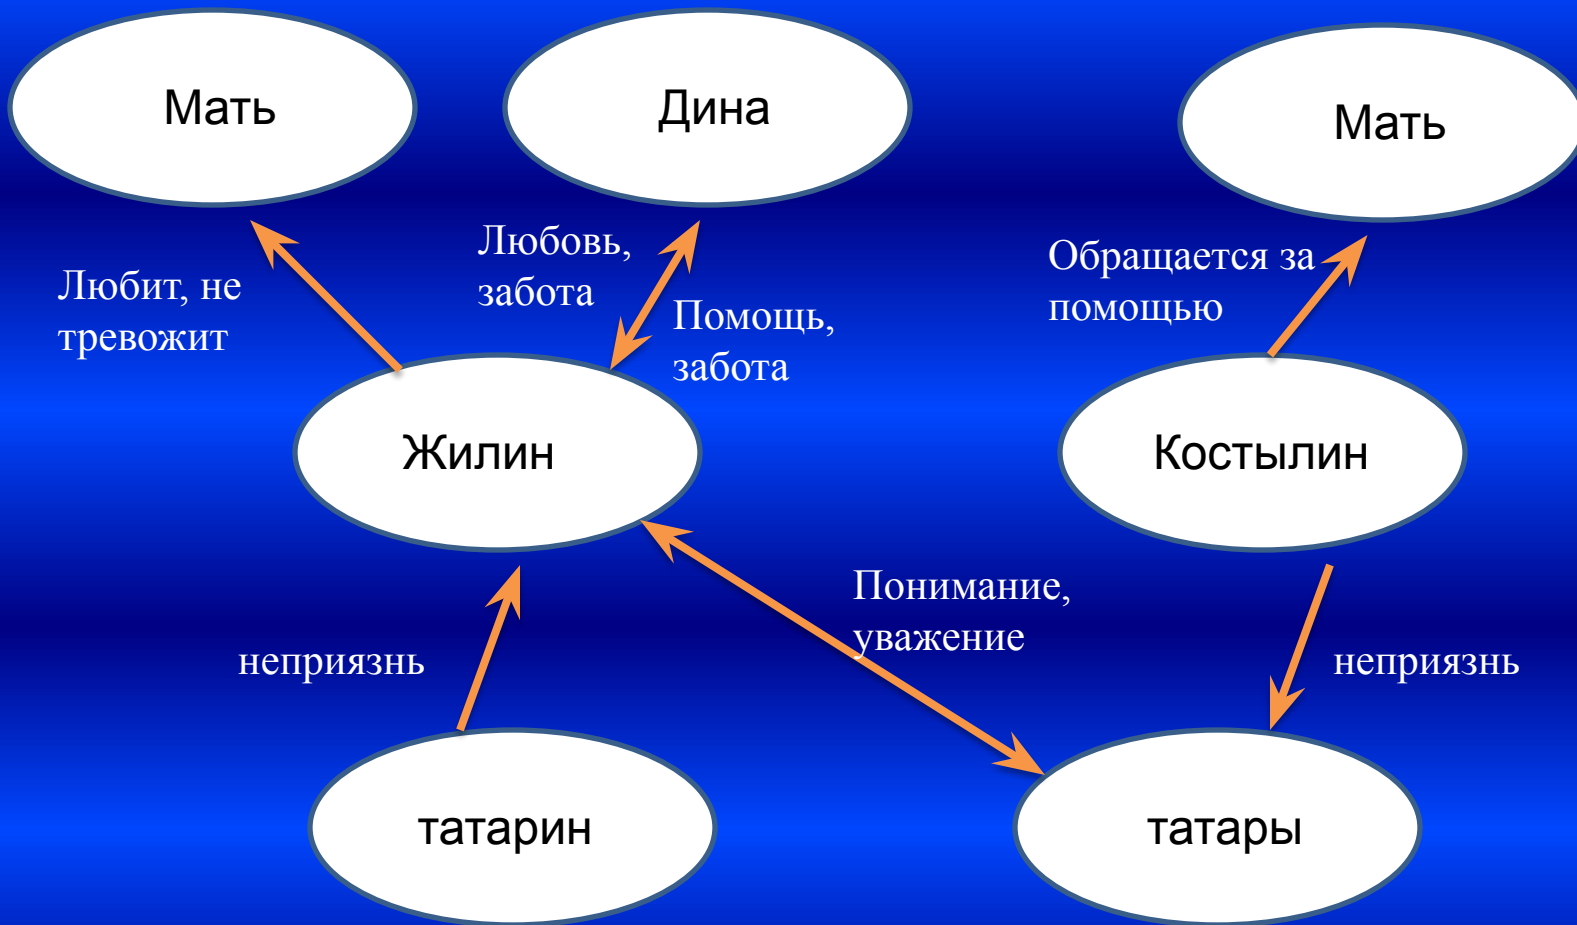 Мать
Дина
Мать
Любит, не
тревожит
Любовь,
забота
Помощь,
забота
Обращается за
помощью
Жилин
Костылин
неприязнь
Понимание,
уважение
неприязнь
татарин
татары